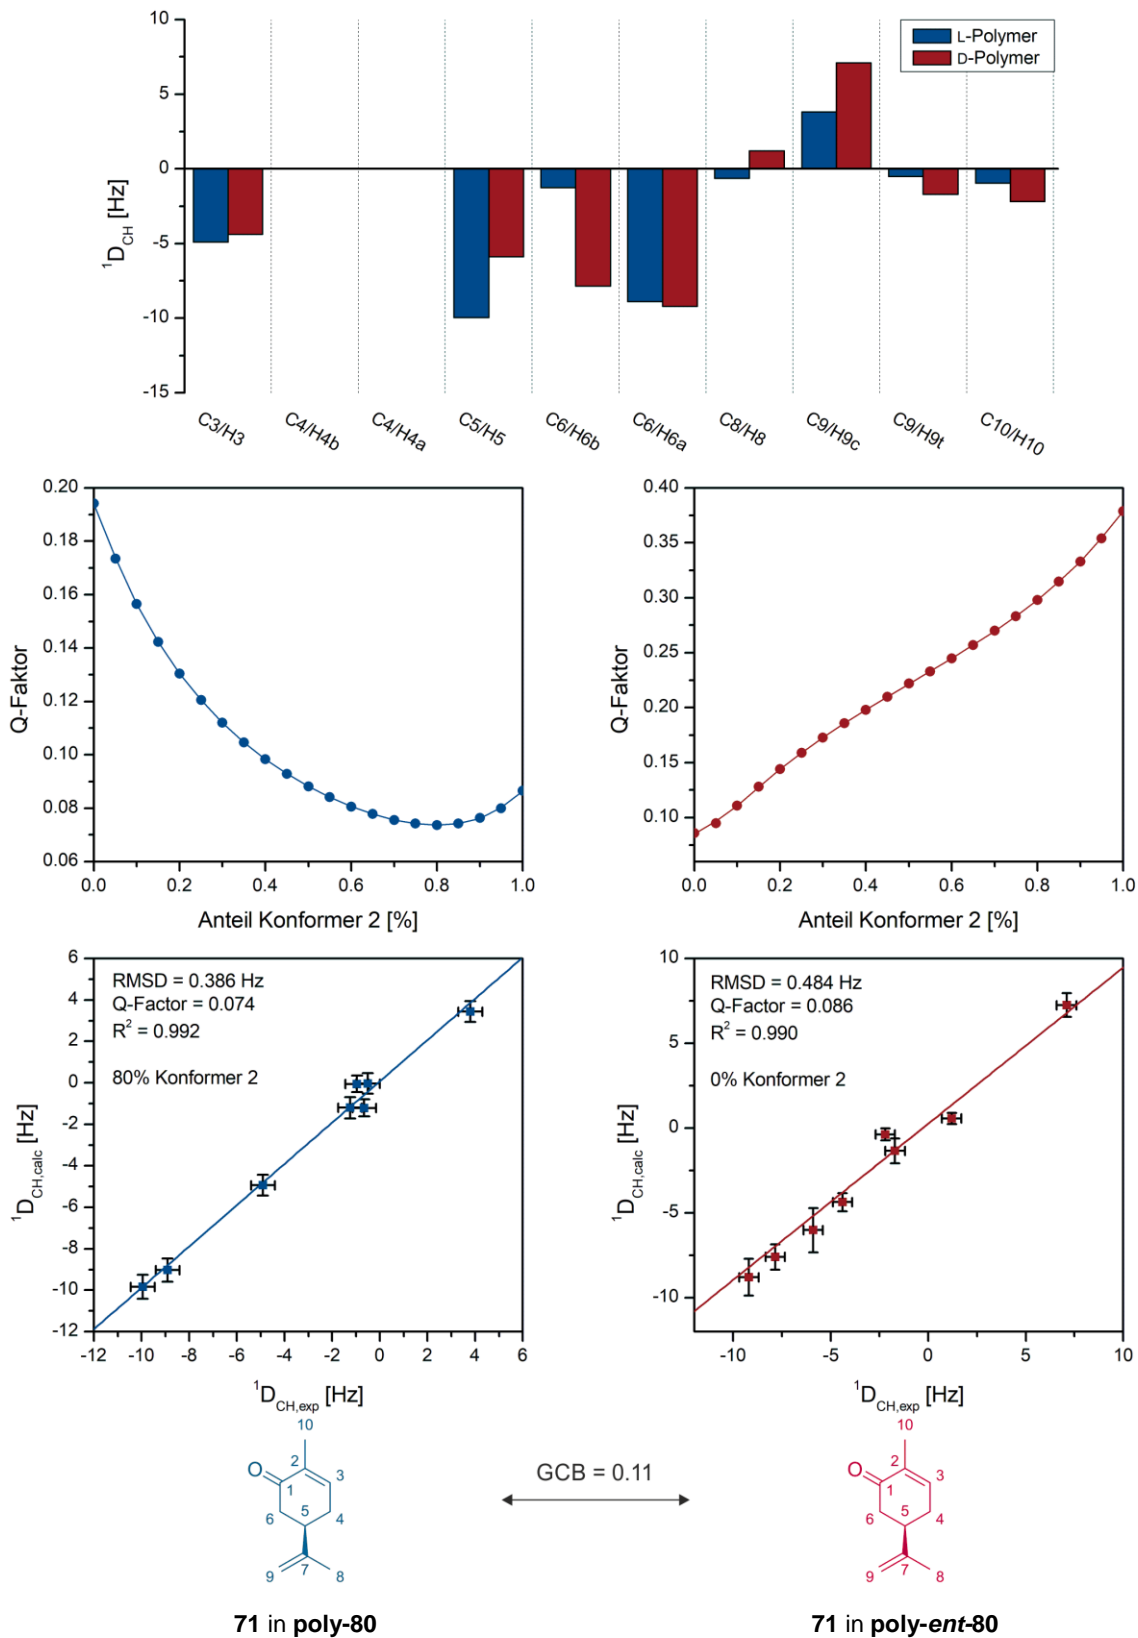 10
5
0
-5
-10
-15
¹D_CH [Hz]
L-Polymer
D-Polymer
C3/H3
C4/H4b
C4/H4a
C5/H5
C6/H6b
C6/H6a
C8/H8
C9/H9c
C9/H9t
C10/H10
0.20
0.18
0.16
0.14
0.12
0.10
0.08
0.06
Q-Faktor
0.0 0.2 0.4 0.6 0.8 1.0
Anteil Konformer 2 [%]
0.40
0.35
0.30
0.25
0.20
0.15
0.10
Q-Faktor
0.0 0.2 0.4 0.6 0.8 1.0
Anteil Konformer 2 [%]
6
4
2
0
-2
-4
-6
-8
-10
-12
¹D_CH,calc [Hz]
RMSD = 0.386 Hz
Q-Factor = 0.074
R² = 0.992
80% Konformer 2
-12 -10 -8 -6 -4 -2 0 2 4 6
¹D_CH,exp [Hz]
10
5
0
-5
-10
¹D_CH,calc [Hz]
RMSD = 0.484 Hz
Q-Factor = 0.086
R² = 0.990
0% Konformer 2
-10 -5 0 5 10
¹D_CH,exp [Hz]
10
2
O
3
1
5
6
4
9
7
8
GCB = 0.11
10
2
O
3
1
5
6
4
9
7
8
71 in poly-80
71 in poly-ent-80